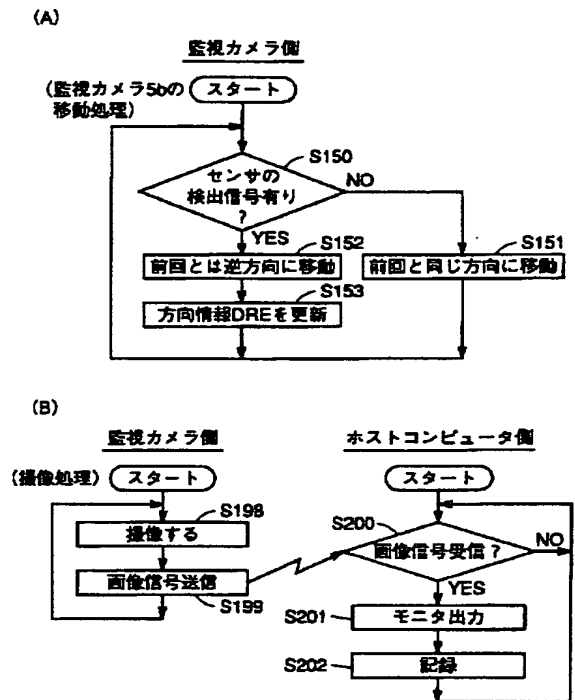 (A)
監視カメラ側
(監視カメラ5bの
移動処理)
スタート
S150
センサの
検出信号有り
?
NO
YES
S152
前回とは逆方向に移動
S151
前回と同じ方向に移動
S153
方向情報DREを更新
(B)
監視カメラ側
ホストコンピュータ側
(撮像処理)
スタート
スタート
S198
撮像する
S200
画像信号受信?
NO
画像信号送信
S199
YES
S201
モニタ出力
S202
記録